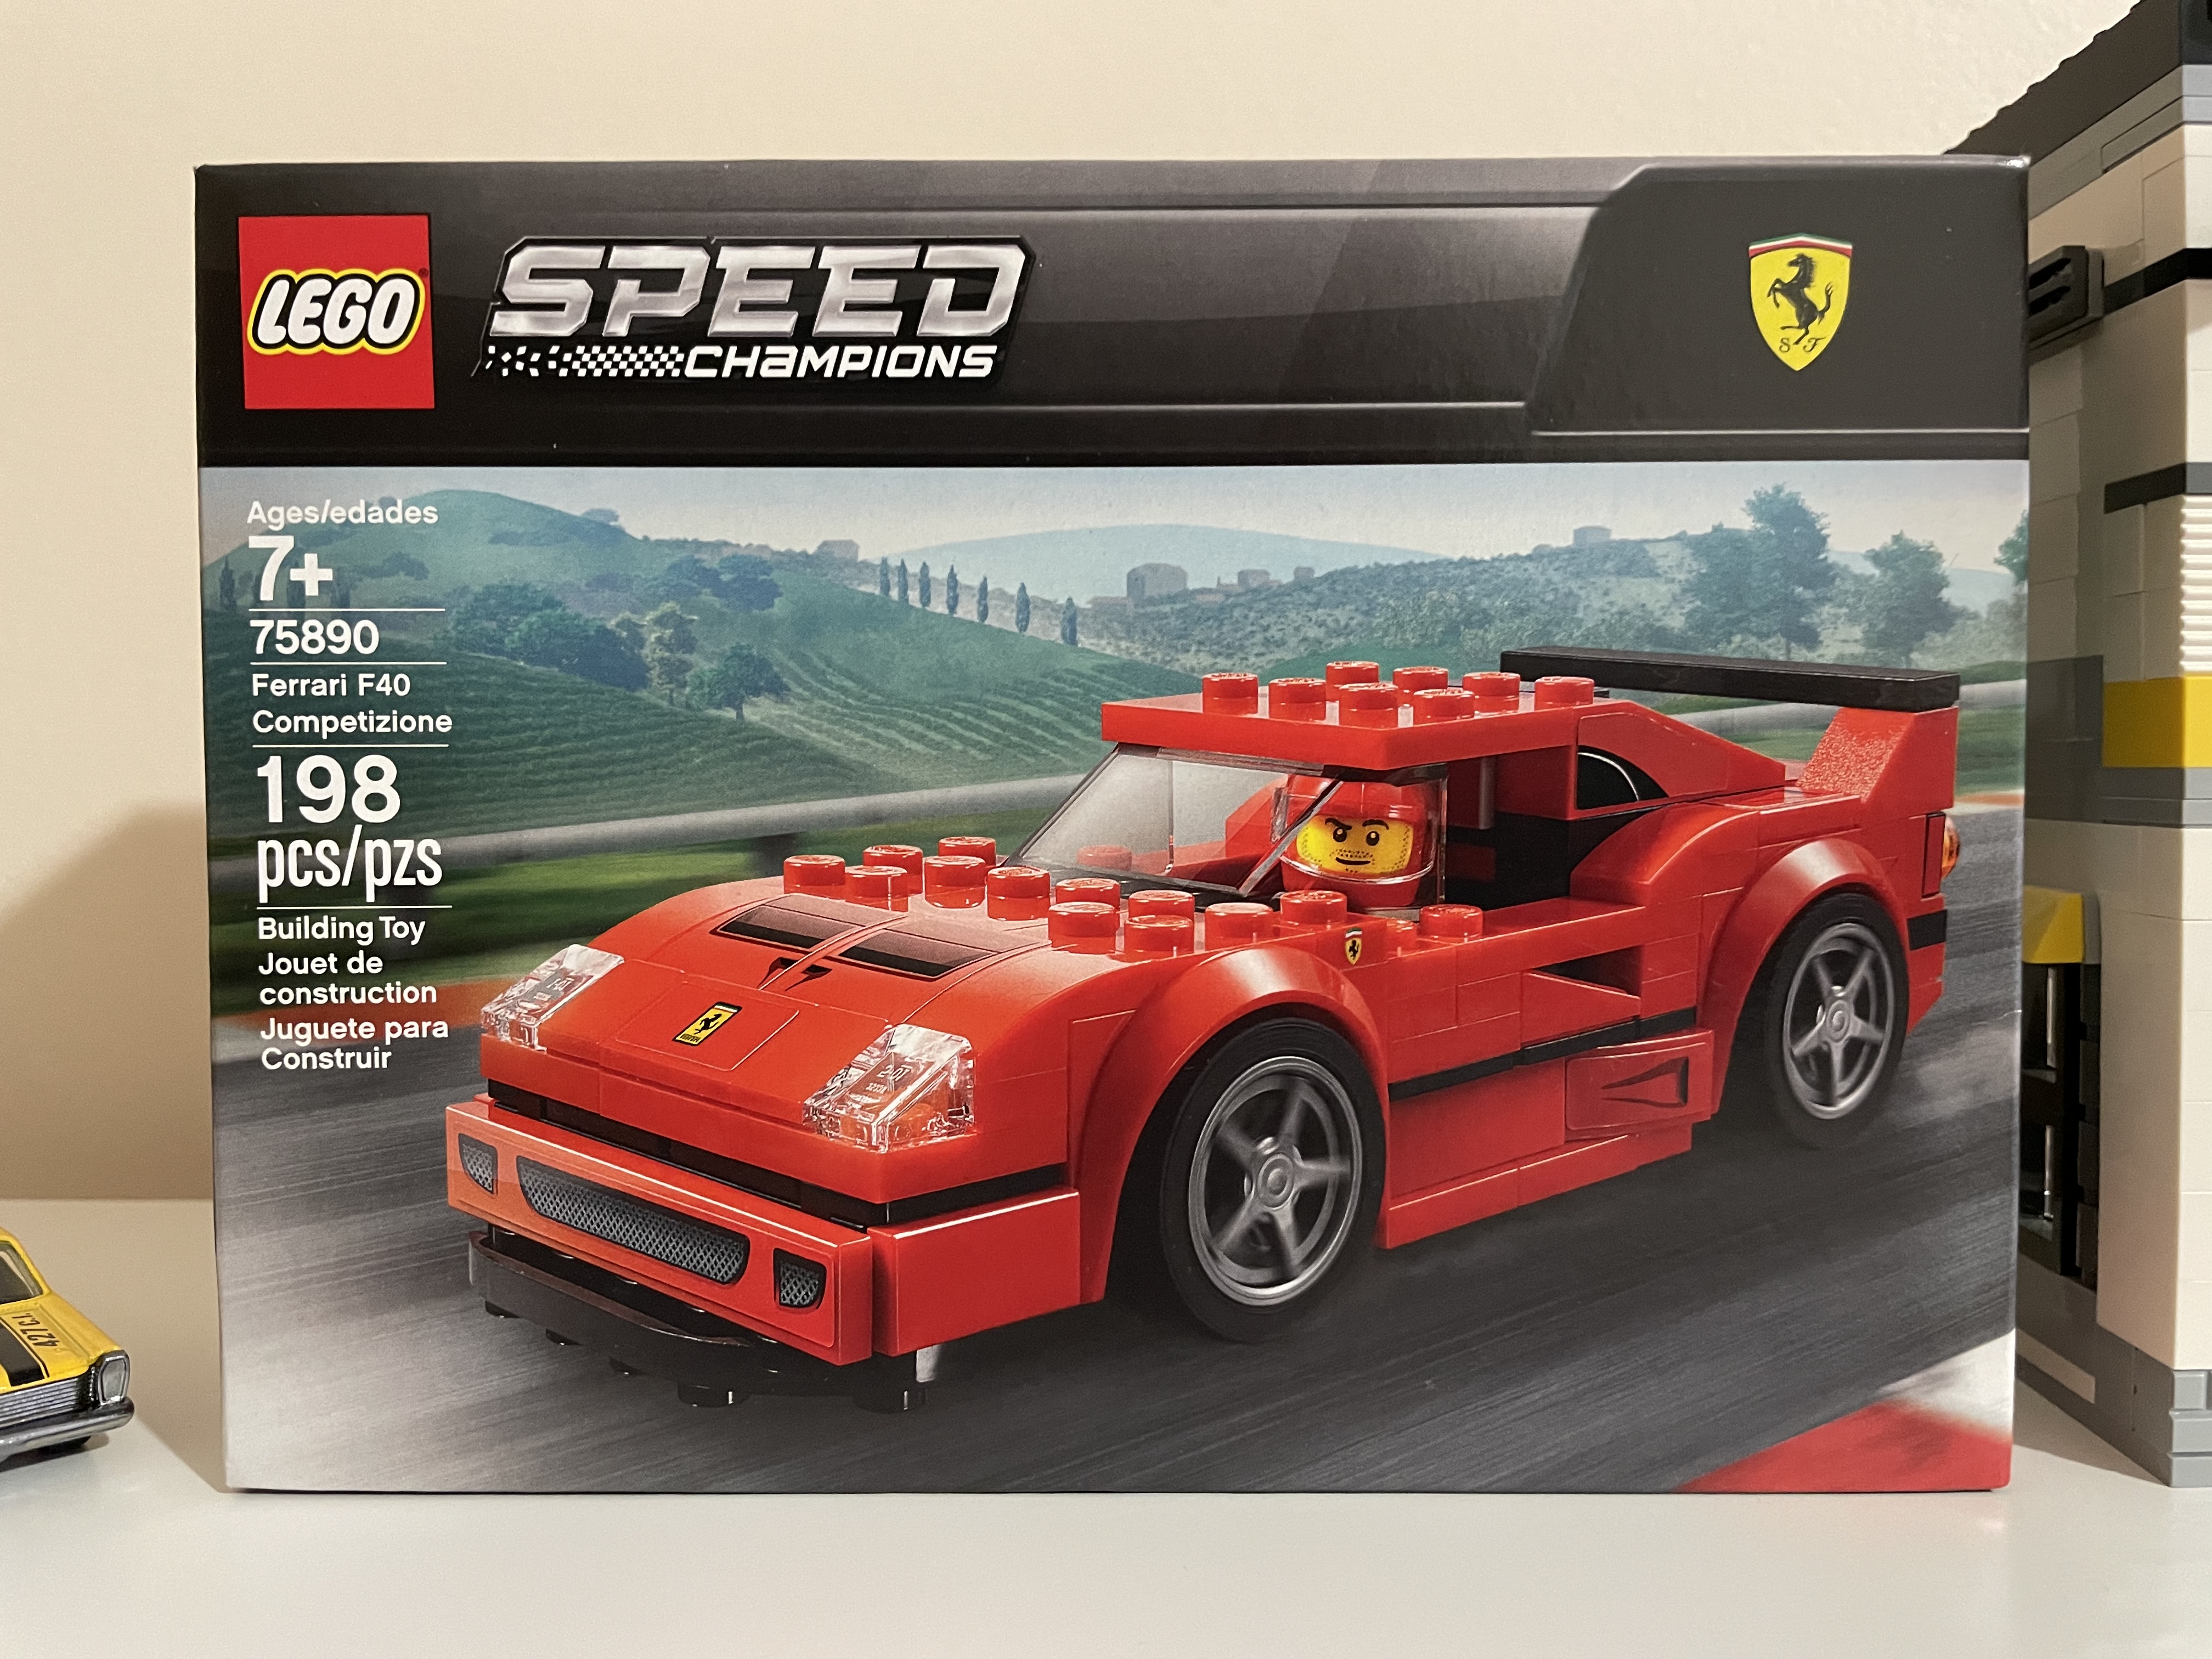 LEGO
SPEED
CHAMPIONS
S F
Ages/edades
7+
75890
Ferrari F40
Competizione
198
pcs/pzs
Building Toy
Jouet de
construction
Juguete para
Construir
427 C.I.